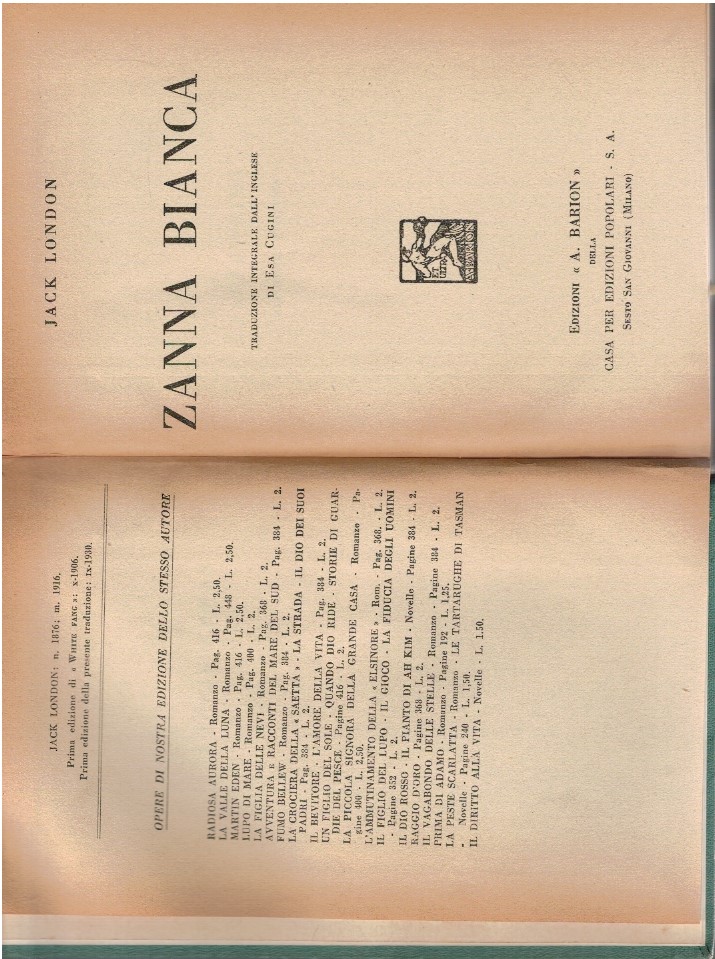 JACK LONDON: n. 1876; m. 1916.
Prima edizione di « WHITE FANG »: X-1906.
Prima edizione della presente traduzione: IX-1930.
OPERE DI NOSTRA EDIZIONE DELLO STESSO AUTORE
RADIOSA AURORA - Romanzo - Pag. 416 - L. 2,50.
LA VALLE DELLA LUNA - Romanzo - Pag. 448 - L. 2,50.
MARTIN EDEN - Romanzo - Pag. 416 - L. 2,50.
LUPO DI MARE - Romanzo - Pag. 400 - L. 2.
LA FIGLIA DELLE NEVI - Romanzo - Pag. 368 - L. 2.
AVVENTURA E RACCONTI DEL MARE DEL SUD - Pag. 384 - L. 2.
FUMO BELLEW - Romanzo - Pag. 384 - L. 2.
LA CROCIERA DELLA « SAETTA » - LA STRADA - IL DIO DEI SUOI
PADRI - Pag. 384 - L. 2.
IL BEVITORE - L'AMORE DELLA VITA - Pag. 384 - L. 2.
UN FIGLIO DEL SOLE - QUANDO DIO RIDE - STORIE DI GUAR-
DIE DEL PESCE - Pagine 416 - L. 2.
LA PICCOLA SIGNORA DELLA GRANDE CASA - Romanzo - Pa-
gine 400 - L. 2,50.
L'AMMUTINAMENTO DELLA « ELSINORE » - Rom. - Pag. 368. - L. 2.
IL FIGLIO DEL LUPO - IL GIOCO - LA FIDUCIA DEGLI UOMINI
- Pagine 352 - L. 2.
IL DIO ROSSO - IL PIANTO DI AH KIM - Novelle - Pagine 384 - L. 2.
RAGGIO D'ORO - Pagine 368 - L. 2.
IL VAGABONDO DELLE STELLE - Romanzo - Pagine 384 - L. 2.
PRIMA DI ADAMO - Romanzo - Pagine 192 - L. 1,25.
LA PESTE SCARLATTA - Romanzo - LE TARTARUGHE DI TASMAN
- Novelle - Pagine 240 - L. 1,50.
IL DIRITTO ALLA VITA - Novelle - L. 1.50.
JACK LONDON
ZANNA BIANCA
TRADUZIONE INTEGRALE DALL'INGLESE
DI ESA CUGINI
ET ULTRA
A. BARION
EDIZIONI « A. BARION »
DELLA
CASA PER EDIZIONI POPOLARI - S. A.
SESTO SAN GIOVANNI (MILANO)